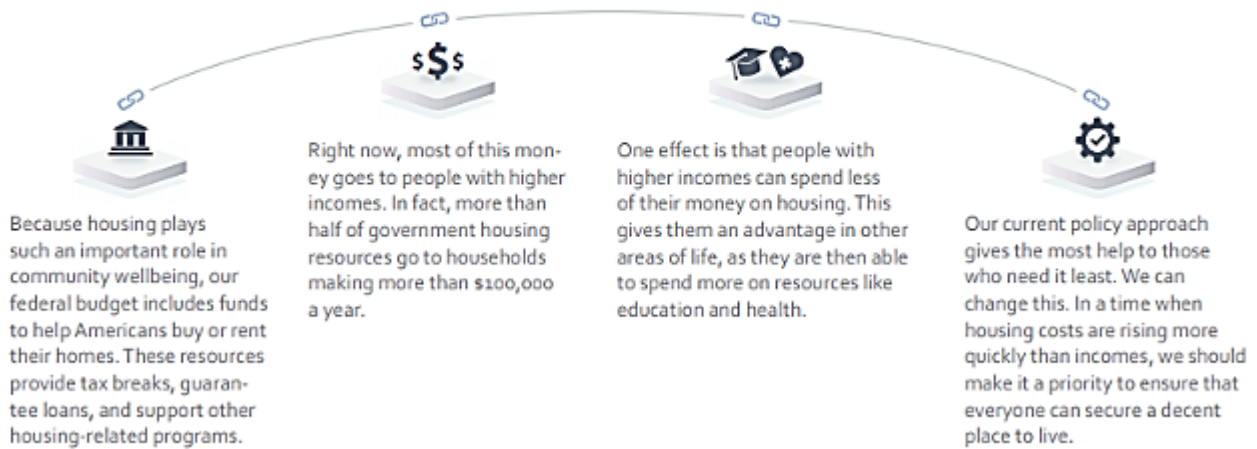 Because housing plays
such an important role in
community wellbeing, our
federal budget includes funds
to help Americans buy or rent
their homes. These resources
provide tax breaks, guaran-
tee loans, and support other
housing-related programs.
$$$
Right now, most of this mon-
ey goes to people with higher
incomes. In fact, more than
half of government housing
resources go to households
making more than $100,000
a year.
One effect is that people with
higher incomes can spend less
of their money on housing. This
gives them an advantage in other
areas of life, as they are then able
to spend more on resources like
education and health.
Our current policy approach
gives the most help to those
who need it least. We can
change this. In a time when
housing costs are rising more
quickly than incomes, we should
make it a priority to ensure that
everyone can secure a decent
place to live.